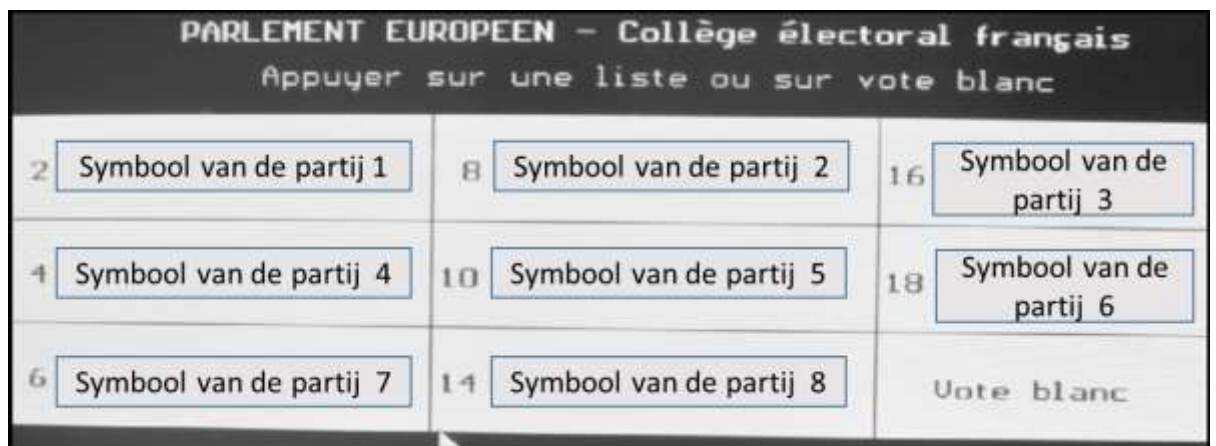 PARLEMENT EUROPEEN – Collège électoral français
Appuyer sur une liste ou sur vote blanc
2 Symbool van de partij 1
8 Symbool van de partij 2
16 Symbool van de
partij 3
4 Symbool van de partij 4
10 Symbool van de partij 5
18 Symbool van de
partij 6
6 Symbool van de partij 7
14 Symbool van de partij 8
Vote blanc